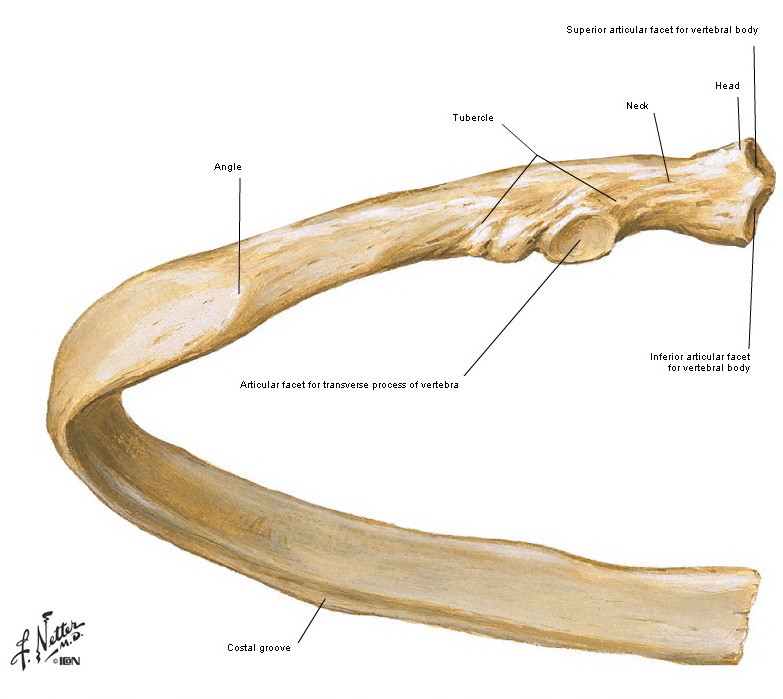 Superior articular facet for vertebral body
Head
Neck
Tubercle
Angle
Inferior articular facet
for vertebral body
Articular facet for transverse process of vertebra
Costal groove
F. Netter
M.D.
©ICON